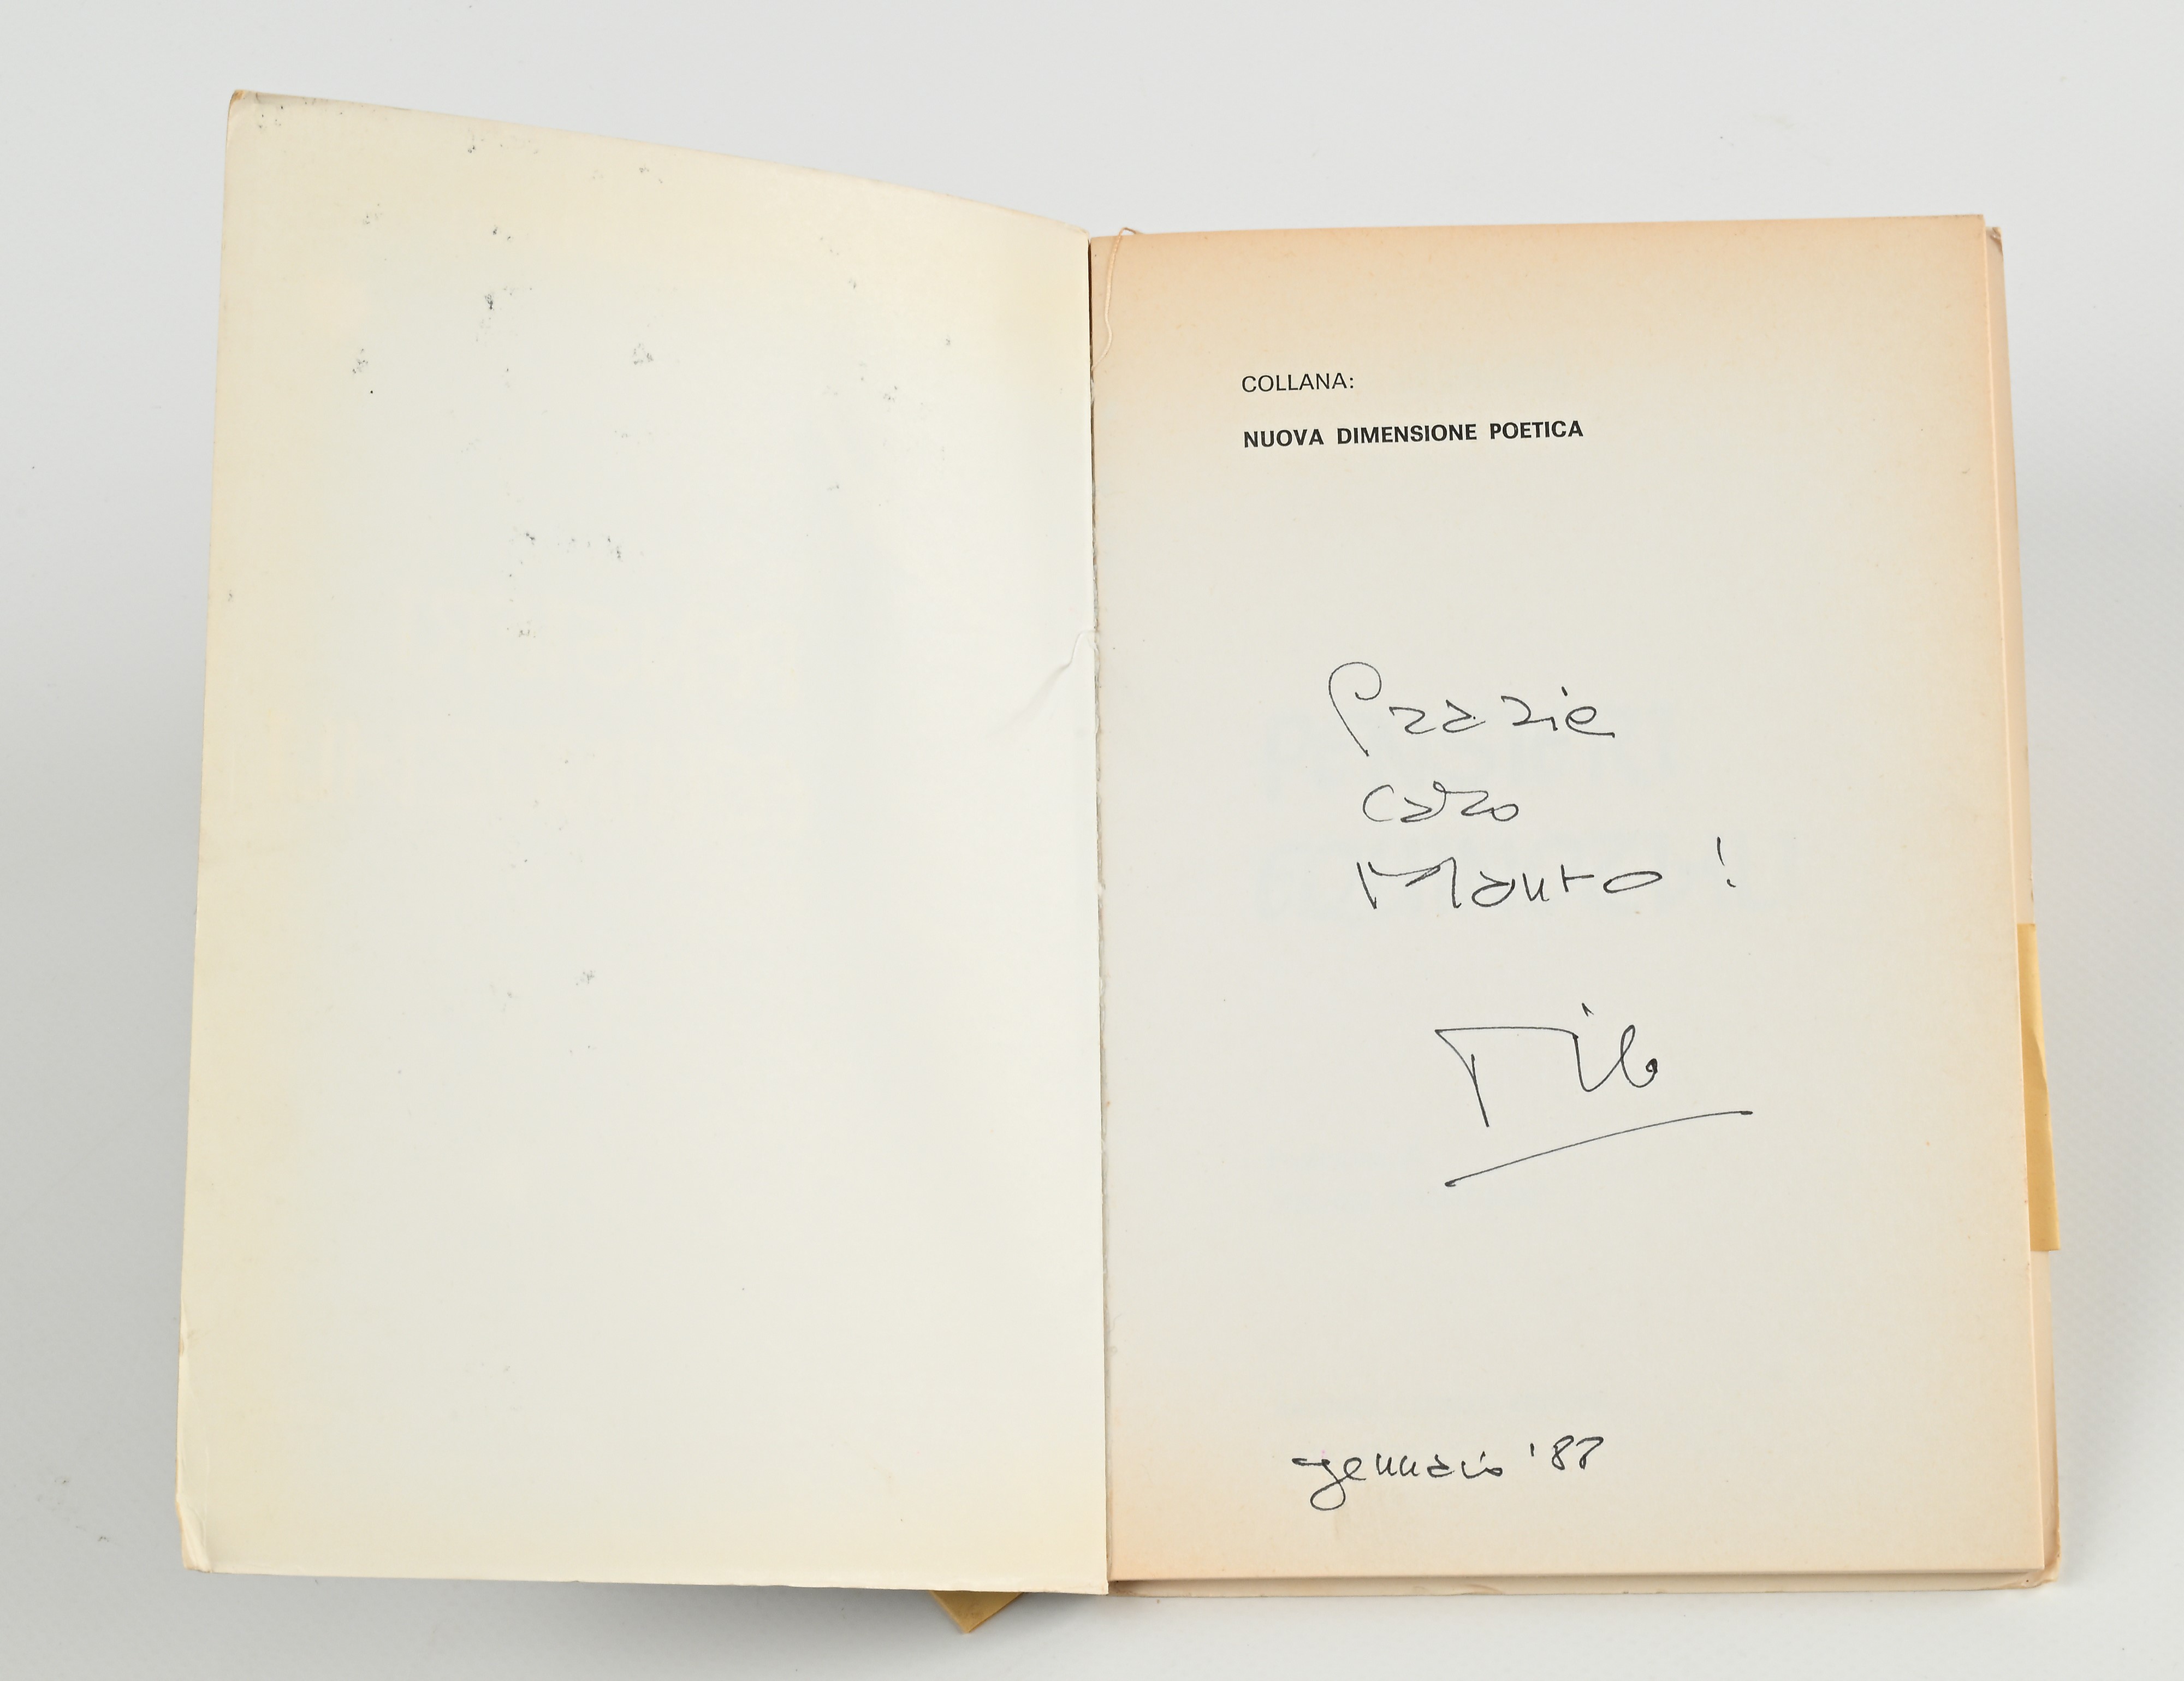 COLLANA:
NUOVA DIMENSIONE POETICA
Grazie
caro
Mauro !
gennaio '87